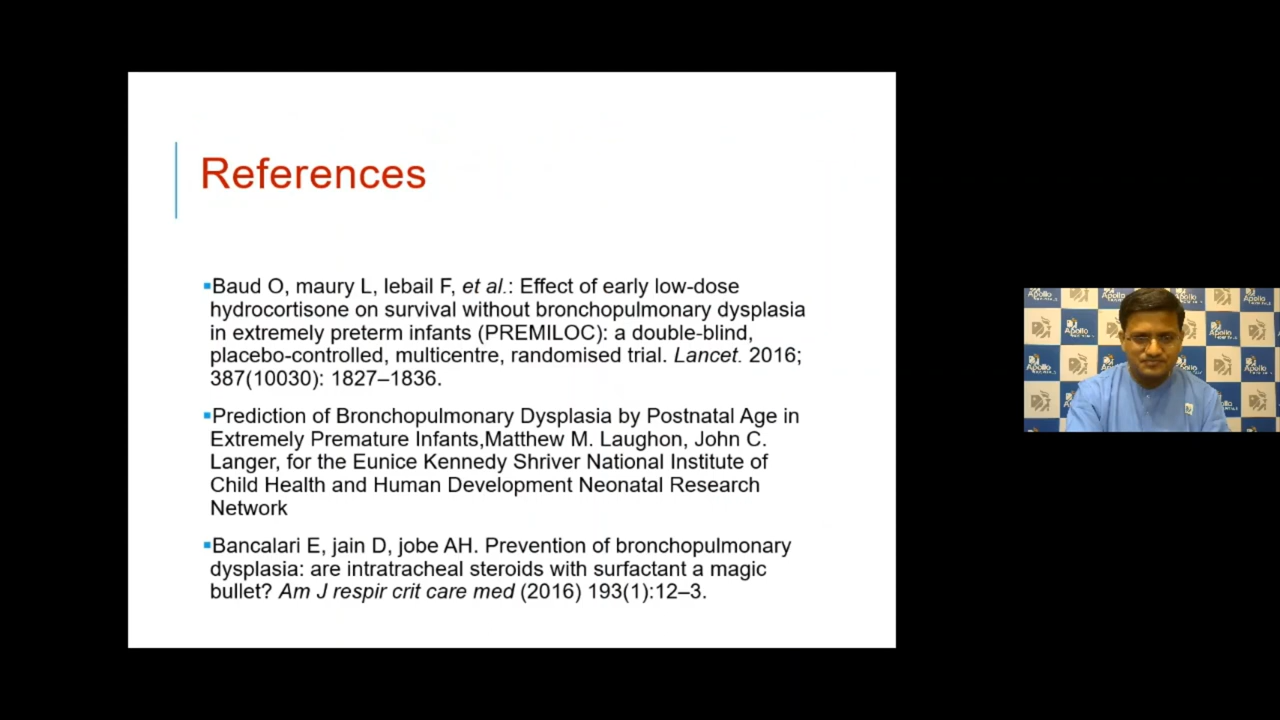 References
▪Baud O, maury L, lebail F, et al.: Effect of early low-dose
hydrocortisone on survival without bronchopulmonary dysplasia
in extremely preterm infants (PREMILOC): a double-blind,
placebo-controlled, multicentre, randomised trial. Lancet. 2016;
387(10030): 1827–1836.
▪Prediction of Bronchopulmonary Dysplasia by Postnatal Age in
Extremely Premature Infants,Matthew M. Laughon, John C.
Langer, for the Eunice Kennedy Shriver National Institute of
Child Health and Human Development Neonatal Research
Network
▪Bancalari E, jain D, jobe AH. Prevention of bronchopulmonary
dysplasia: are intratracheal steroids with surfactant a magic
bullet? Am J respir crit care med (2016) 193(1):12–3.
Apollo
Apollo
Apollo
Apollo